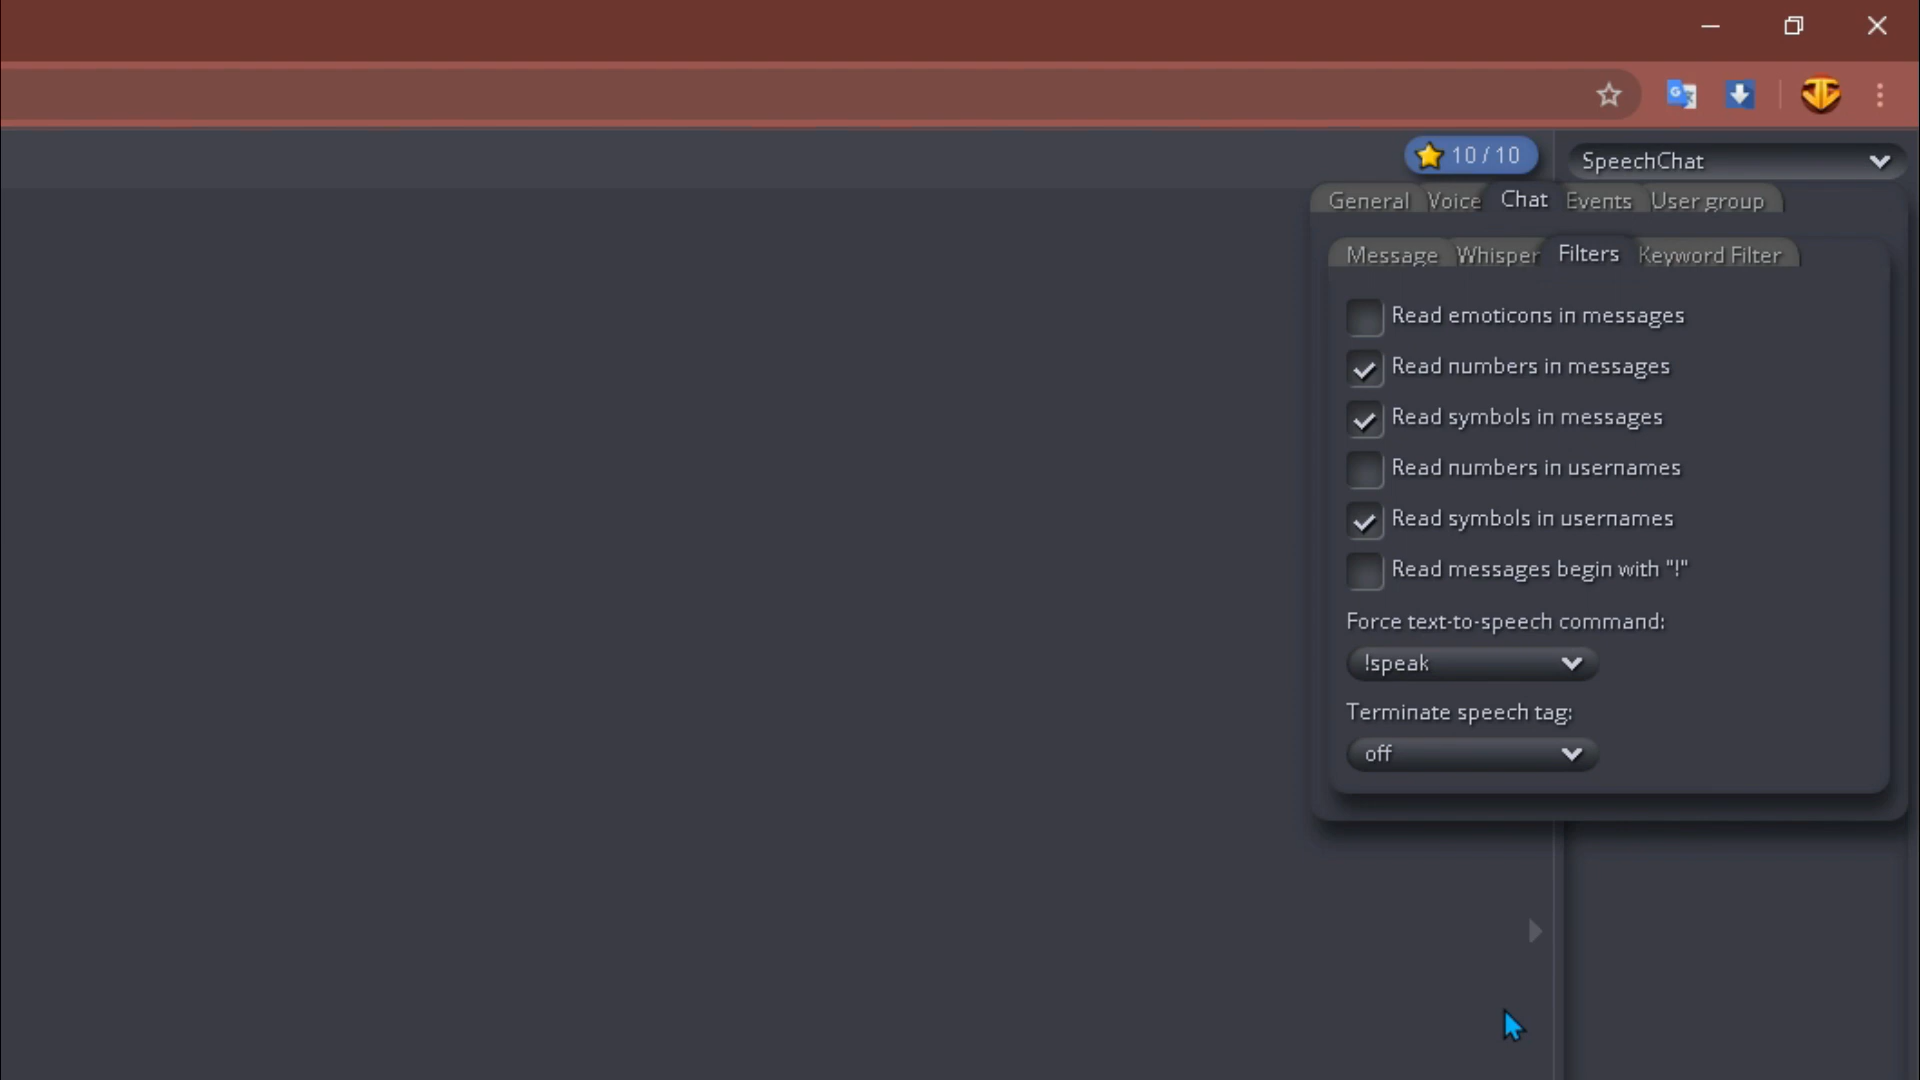 10 / 10
SpeechChat
General Voice Chat Events User group
Message Whisper Filters Keyword Filter
Read emoticons in messages
Read numbers in messages
Read symbols in messages
Read numbers in usernames
Read symbols in usernames
Read messages begin with "!"
Force text-to-speech command:
!speak
Terminate speech tag:
off